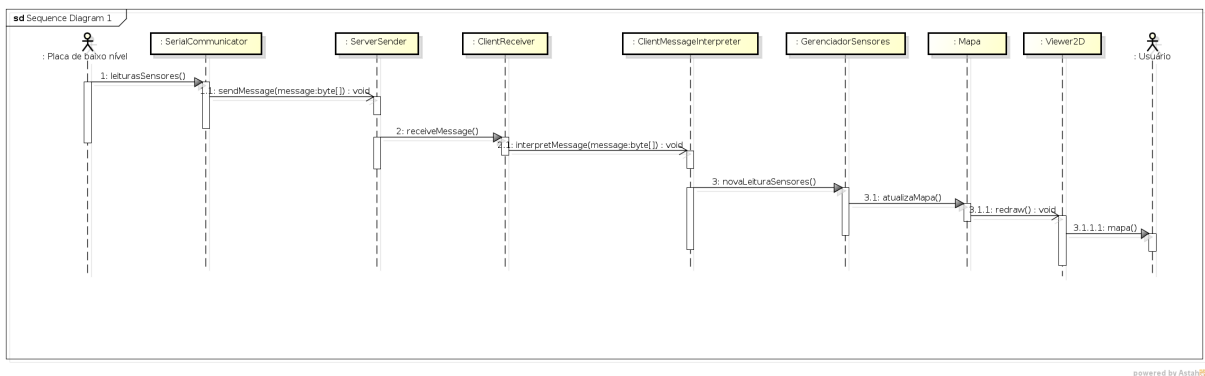 sd Sequence Diagram 1
: Placa de baixo nível
: SerialCommunicator
: ServerSender
: ClientReceiver
: ClientMessageInterpreter
: GerenciadorSensores
: Mapa
: Viewer2D
: Usuário
1: leiturasSensores()
1.1: sendMessage(message:byte[]) : void
2: receiveMessage()
2.1: interpretMessage(message:byte[]) : void
3: novaLeituraSensores()
3.1: atualizaMapa()
3.1.1: redraw() : void
3.1.1.1: mapa()
powered by Astah